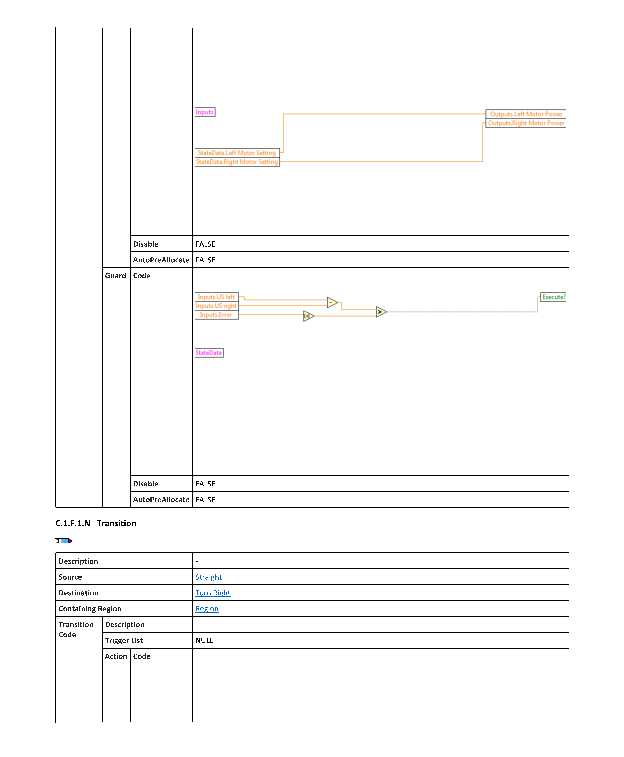 Inputs
Outputs.Left Motor Power
Outputs.Right Motor Power
StateData.Left Motor Setting
StateData.Right Motor Setting
Disable FALSE
AutoPreAllocate FALSE
Guard Code
Inputs.US left
Execute?
Inputs.US right
Inputs.Error
StateData
Disable FALSE
AutoPreAllocate FALSE
C.1.F.1.N Transition
Description -
Source Straight
Destination Turn Right
Containing Region Region
Transition Code Description
Trigger List NULL
Action Code